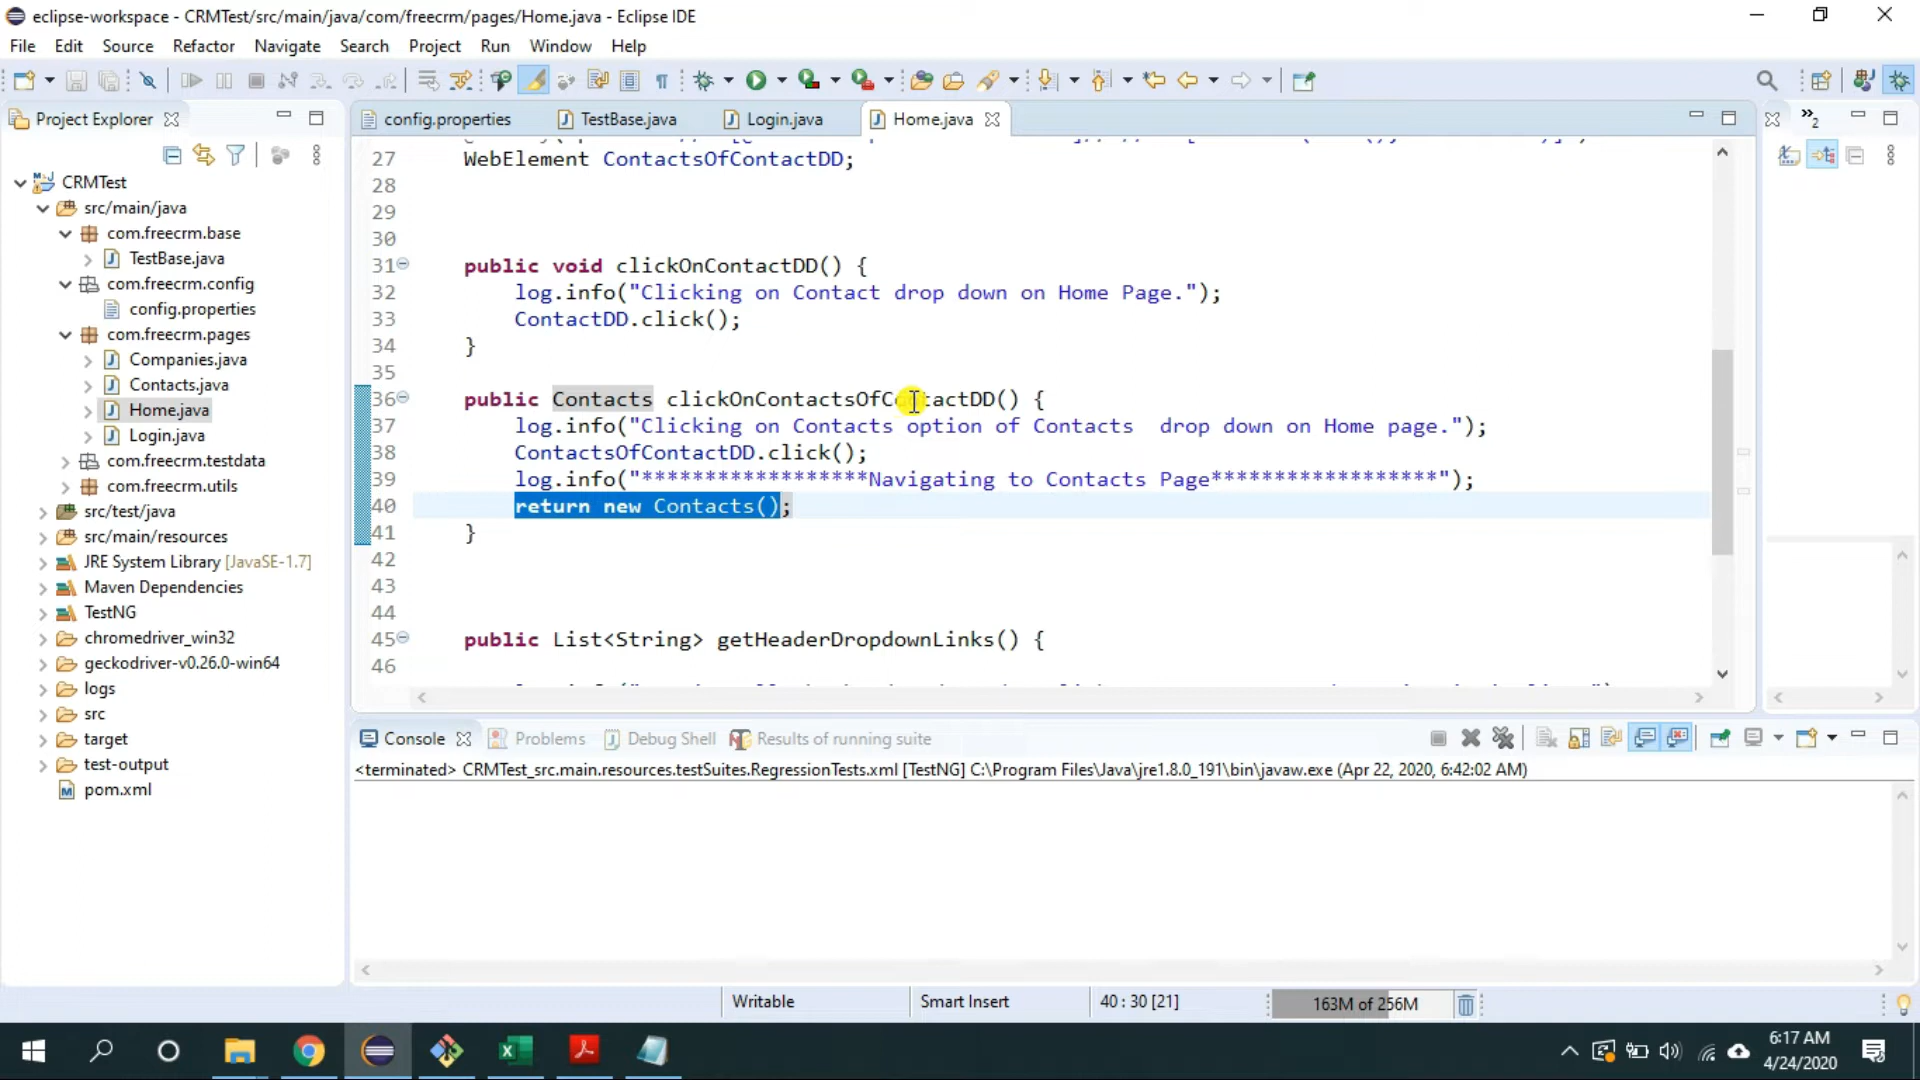 eclipse-workspace - CRMTest/src/main/java/com/freecrm/pages/Home.java - Eclipse IDE
File Edit Source Refactor Navigate Search Project Run Window Help
Project Explorer
config.properties TestBase.java Login.java Home.java
2
CRMTest
src/main/java
com.freecrm.base
TestBase.java
com.freecrm.config
config.properties
com.freecrm.pages
Companies.java
Contacts.java
Home.java
Login.java
com.freecrm.testdata
com.freecrm.utils
src/test/java
src/main/resources
JRE System Library [JavaSE-1.7]
Maven Dependencies
TestNG
chromedriver_win32
geckodriver-v0.26.0-win64
logs
src
target
test-output
pom.xml
27 WebElement ContactsOfContactDD;
28
29
30
31 public void clickOnContactDD() {
32 log.info("Clicking on Contact drop down on Home Page.");
33 ContactDD.click();
34 }
35
36 public Contacts clickOnContactsOfContactDD() {
37 log.info("Clicking on Contacts option of Contacts  drop down on Home page.");
38 ContactsOfContactDD.click();
39 log.info("******************Navigating to Contacts Page******************");
40 return new Contacts();
41 }
42
43
44
45 public List<String> getHeaderDropdownLinks() {
46
Console Problems Debug Shell Results of running suite
<terminated> CRMTest_src.main.resources.testSuites.RegressionTests.xml [TestNG] C:\Program Files\Java\jre1.8.0_191\bin\javaw.exe (Apr 22, 2020, 6:42:02 AM)
Writable Smart Insert 40 : 30 [21] 163M of 256M
6:17 AM
4/24/2020